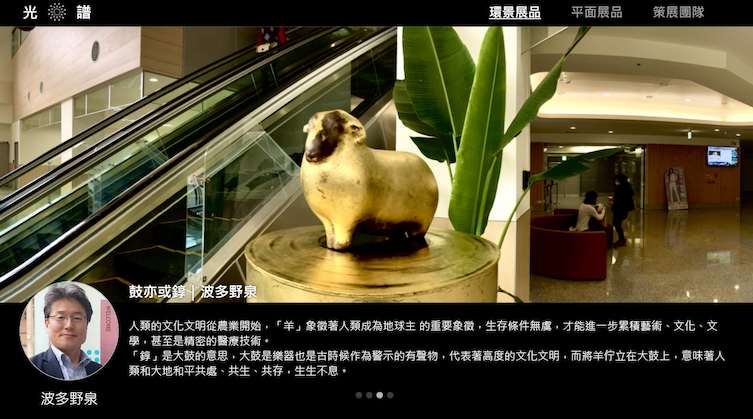 光 譜
環景展品 平面展品 策展團隊
鼓亦或錞 | 波多野泉
人類的文化文明從農業開始，「羊」象徵著人類成為地球主 的重要象徵，生存條件無虞，才能進一步累積藝術、文化、文
學，甚至是精密的醫療技術。
「錞」是大鼓的意思，大鼓是樂器也是古時候作為警示的有聲物，代表著高度的文化文明，而將羊佇立在大鼓上，意味著人
類和大地和平共處、共生、共存，生生不息。
WELCOME
波多野泉